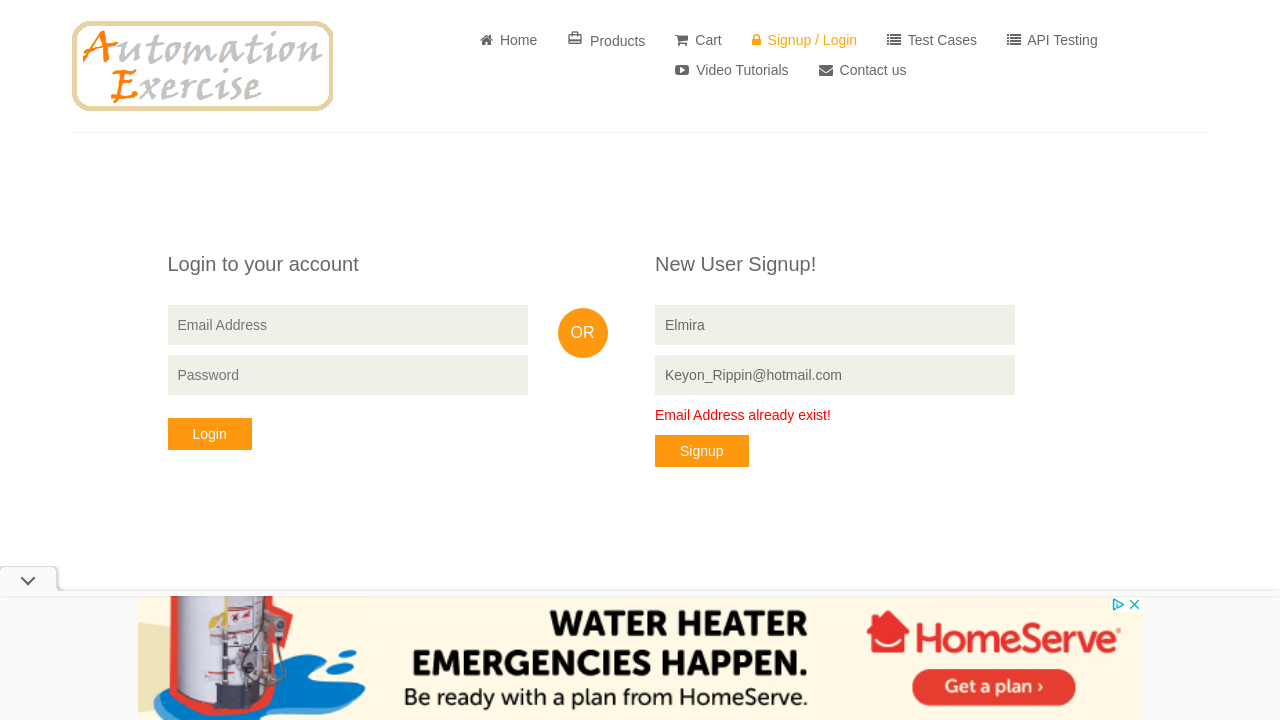 Automation
Exercise
Home
Products
Cart
Signup / Login
Test Cases
API Testing
Video Tutorials
Contact us
Login to your account
Email Address
Password
Login
OR
New User Signup!
Elmira
Keyon_Rippin@hotmail.com
Email Address already exist!
Signup
WATER HEATER
EMERGENCIES HAPPEN.
Be ready with a plan from HomeServe.
HomeServe
Get a plan ›